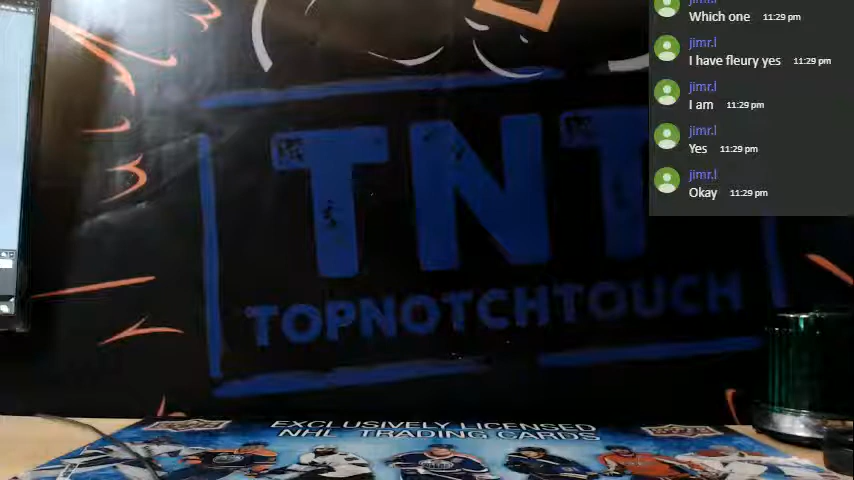 jimr.l
Which one 11:29 pm
jimr.l
I have fleury yes 11:29 pm
jimr.l
I am 11:29 pm
jimr.l
Yes 11:29 pm
jimr.l
Okay 11:29 pm
TNT
TOPNOTCHTOUCH
EXCLUSIVELY LICENSED
NHL TRADING CARDS